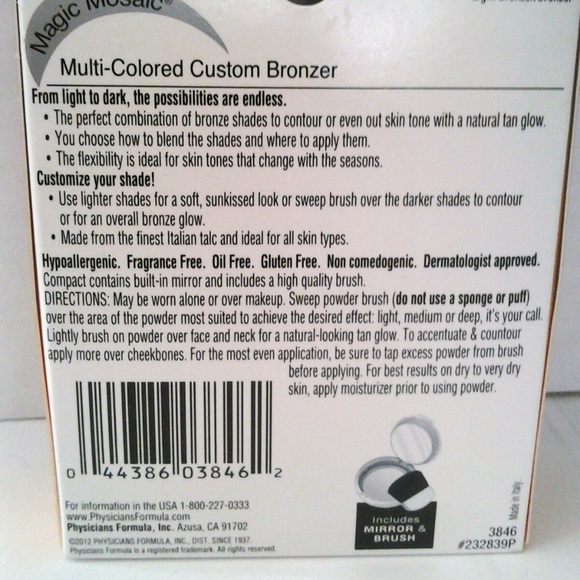 Magic Mosaic®
Multi-Colored Custom Bronzer
From light to dark, the possibilities are endless.
• The perfect combination of bronze shades to contour or even out skin tone with a natural tan glow.
• You choose how to blend the shades and where to apply them.
• The flexibility is ideal for skin tones that change with the seasons.
Customize your shade!
• Use lighter shades for a soft, sunkissed look or sweep brush over the darker shades to contour
or for an overall bronze glow.
• Made from the finest Italian talc and ideal for all skin types.
Hypoallergenic. Fragrance Free. Oil Free. Gluten Free. Non comedogenic. Dermatologist approved.
Compact contains built-in mirror and includes a high quality brush.
DIRECTIONS: May be worn alone or over makeup. Sweep powder brush (do not use a sponge or puff)
over the area of the powder most suited to achieve the desired effect: light, medium or deep, it's your call.
Lightly brush on powder over face and neck for a natural-looking tan glow. To accentuate & countour
apply more over cheekbones. For the most even application, be sure to tap excess powder from brush
before applying. For best results on dry to very dry
skin, apply moisturizer prior to using powder.
0 44386 03846 2
For information in the USA 1-800-227-0333
www.PhysiciansFormula.com
Physicians Formula, Inc. Azusa, CA 91702
©2012 PHYSICIANS FORMULA, INC., DIST. SINCE 1937.
Physicians Formula is a registered trademark. All rights reserved.
Includes
MIRROR &
BRUSH
Made in Italy.
3846
#232839P